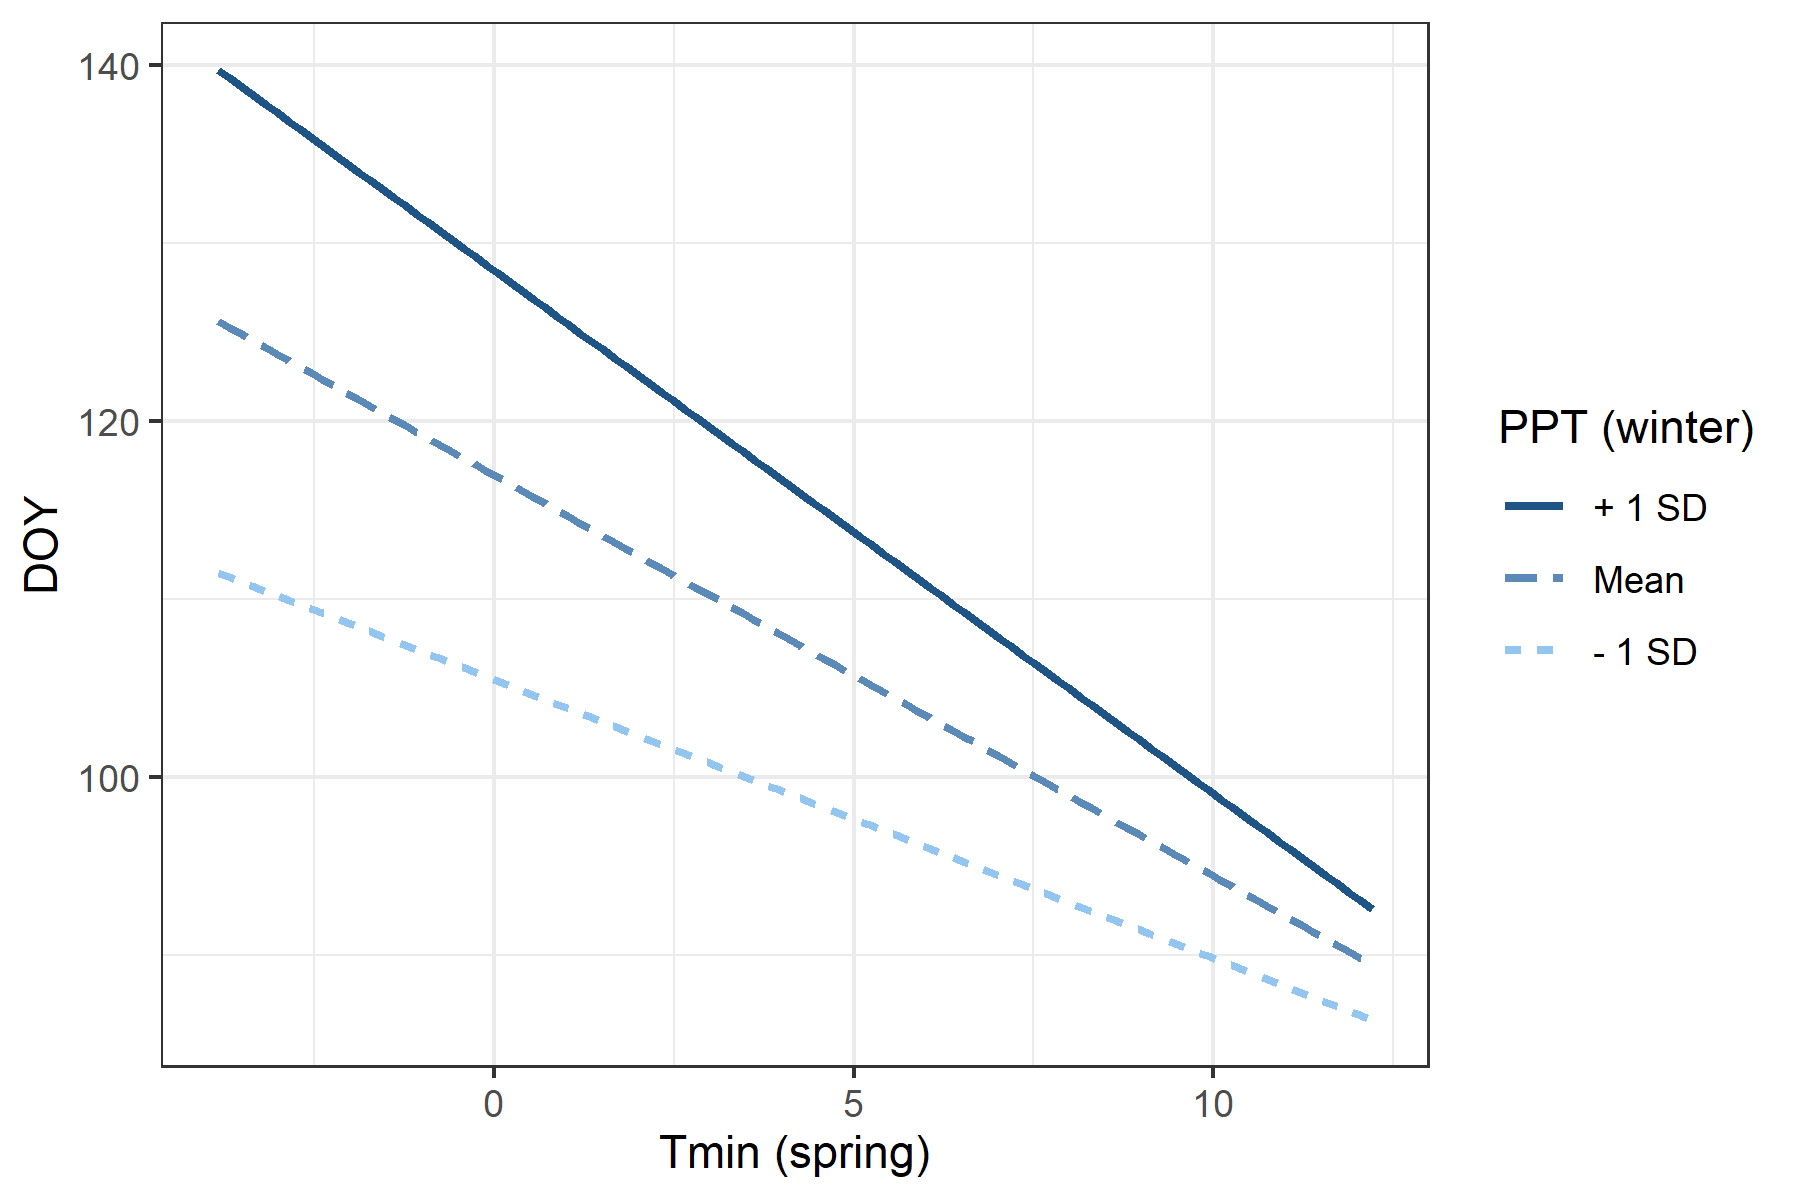 140
120
100
DOY
0 5 10
Tmin (spring)
PPT (winter)
+ 1 SD
Mean
- 1 SD